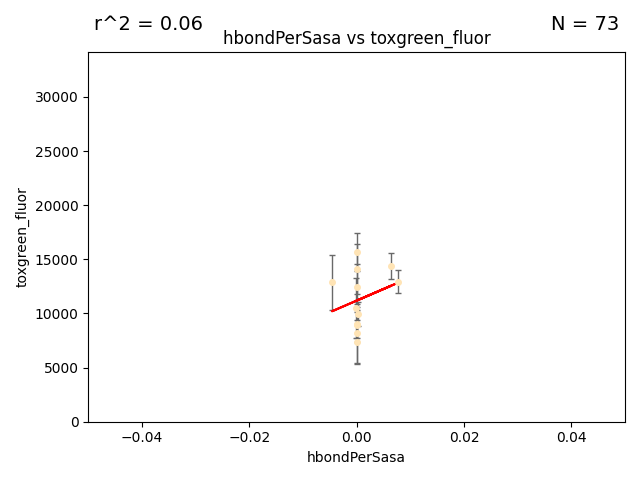 r^2 = 0.06
N = 73
hbondPerSasa vs toxgreen_fluor
30000
25000
20000
15000
10000
5000
0
toxgreen_fluor
−0.04
−0.02
0.00
0.02
0.04
hbondPerSasa